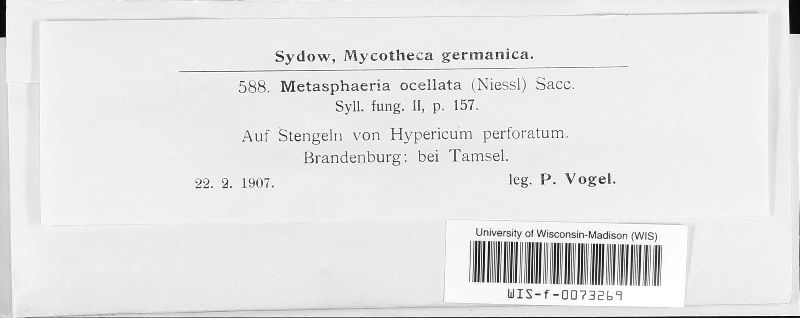 Sydow, Mycotheca germanica.
588. Metasphaeria ocellata (Niessl) Sacc.
Syll. fung. II, p. 157.
Auf Stengeln von Hypericum perforatum.
Brandenburg: bei Tamsel.
22. 2. 1907. leg. P. Vogel.
University of Wisconsin-Madison (WIS)
WIS-f-0073269